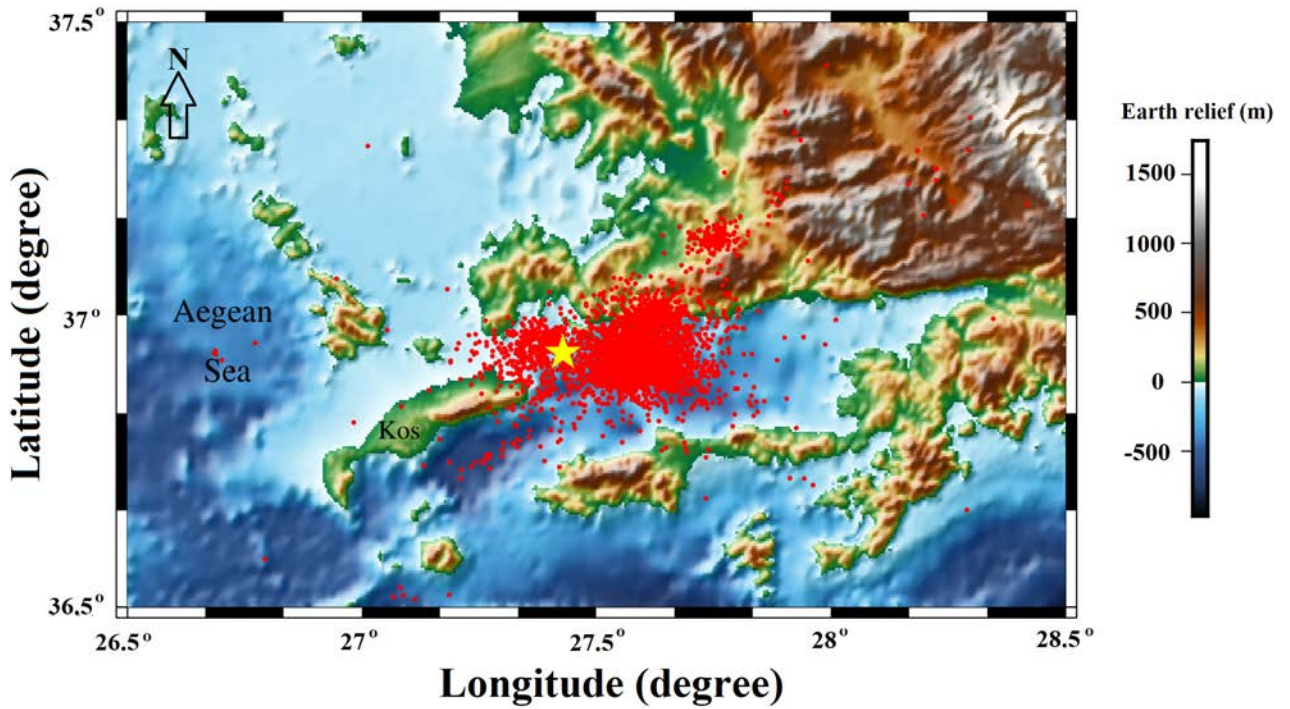 37.5°
N
Earth relief (m)
1500
1000
500
0
-500
Latitude (degree)
37°
Aegean
Sea
Kos
36.5°
26.5°
27°
27.5°
28°
28.5°
Longitude (degree)